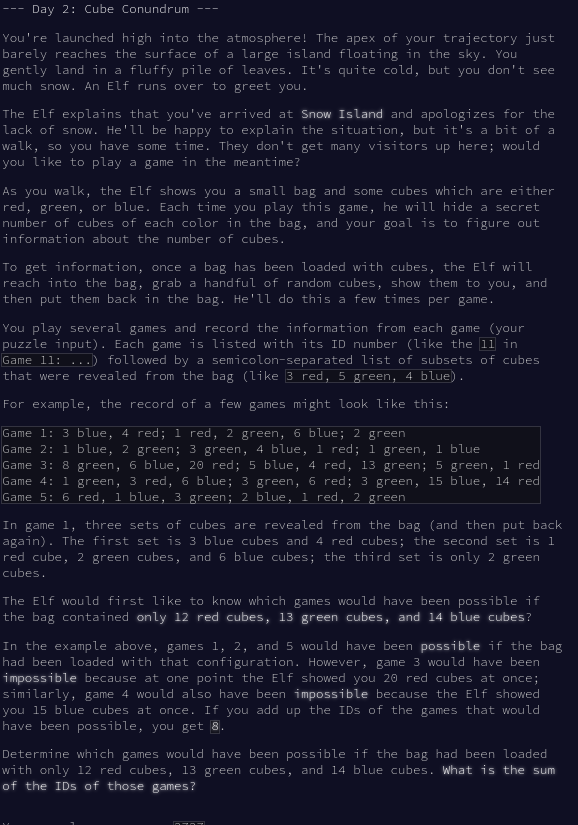 --- Day 2: Cube Conundrum ---
You're launched high into the atmosphere! The apex of your trajectory just
barely reaches the surface of a large island floating in the sky. You
gently land in a fluffy pile of leaves. It's quite cold, but you don't see
much snow. An Elf runs over to greet you.
The Elf explains that you've arrived at Snow Island and apologizes for the
lack of snow. He'll be happy to explain the situation, but it's a bit of a
walk, so you have some time. They don't get many visitors up here; would
you like to play a game in the meantime?
As you walk, the Elf shows you a small bag and some cubes which are either
red, green, or blue. Each time you play this game, he will hide a secret
number of cubes of each color in the bag, and your goal is to figure out
information about the number of cubes.
To get information, once a bag has been loaded with cubes, the Elf will
reach into the bag, grab a handful of random cubes, show them to you, and
then put them back in the bag. He'll do this a few times per game.
You play several games and record the information from each game (your
puzzle input). Each game is listed with its ID number (like the 11 in
Game 11: ...) followed by a semicolon-separated list of subsets of cubes
that were revealed from the bag (like 3 red, 5 green, 4 blue).
For example, the record of a few games might look like this:
Game 1: 3 blue, 4 red; 1 red, 2 green, 6 blue; 2 green
Game 2: 1 blue, 2 green; 3 green, 4 blue, 1 red; 1 green, 1 blue
Game 3: 8 green, 6 blue, 20 red; 5 blue, 4 red, 13 green; 5 green, 1 red
Game 4: 1 green, 3 red, 6 blue; 3 green, 6 red; 3 green, 15 blue, 14 red
Game 5: 6 red, 1 blue, 3 green; 2 blue, 1 red, 2 green
In game 1, three sets of cubes are revealed from the bag (and then put back
again). The first set is 3 blue cubes and 4 red cubes; the second set is 1
red cube, 2 green cubes, and 6 blue cubes; the third set is only 2 green
cubes.
The Elf would first like to know which games would have been possible if
the bag contained only 12 red cubes, 13 green cubes, and 14 blue cubes?
In the example above, games 1, 2, and 5 would have been possible if the bag
had been loaded with that configuration. However, game 3 would have been
impossible because at one point the Elf showed you 20 red cubes at once;
similarly, game 4 would also have been impossible because the Elf showed
you 15 blue cubes at once. If you add up the IDs of the games that would
have been possible, you get 8.
Determine which games would have been possible if the bag had been loaded
with only 12 red cubes, 13 green cubes, and 14 blue cubes. What is the sum
of the IDs of those games?